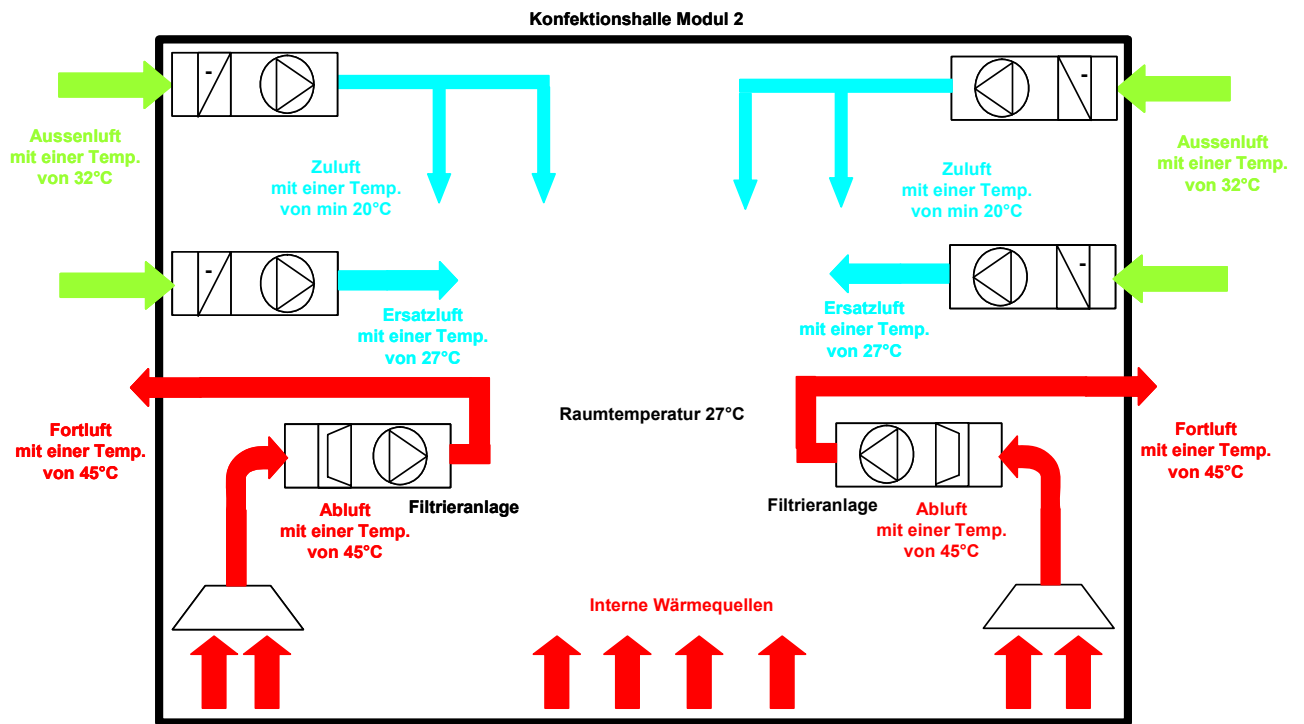 Konfektionshalle Modul 2
Aussenluft
mit einer Temp.
von 32°C
Zuluft
mit einer Temp.
von min 20°C
Zuluft
mit einer Temp.
von min 20°C
Aussenluft
mit einer Temp.
von 32°C
Ersatzluft
mit einer Temp.
von 27°C
Ersatzluft
mit einer Temp.
von 27°C
Raumtemperatur 27°C
Fortluft
mit einer Temp.
von 45°C
Fortluft
mit einer Temp.
von 45°C
Abluft
mit einer Temp.
von 45°C
Filtrieranlage
Filtrieranlage
Abluft
mit einer Temp.
von 45°C
Interne Wärmequellen